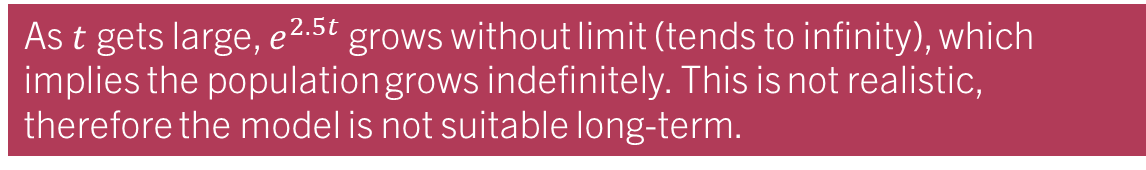 As t gets large, e^{2.5t} grows without limit (tends to infinity), which
implies the population grows indefinitely. This is not realistic,
therefore the model is not suitable long-term.